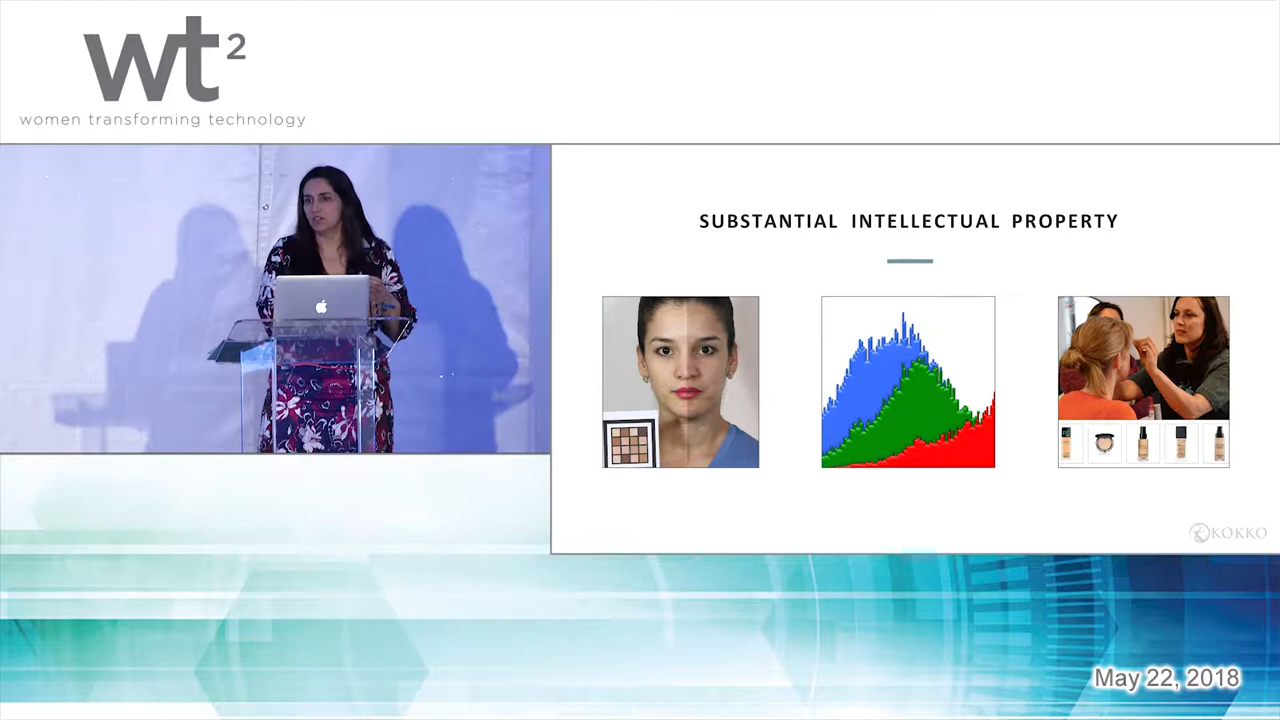 wt2
women transforming technology
SUBSTANTIAL INTELLECTUAL PROPERTY
KOKKO
May 22, 2018